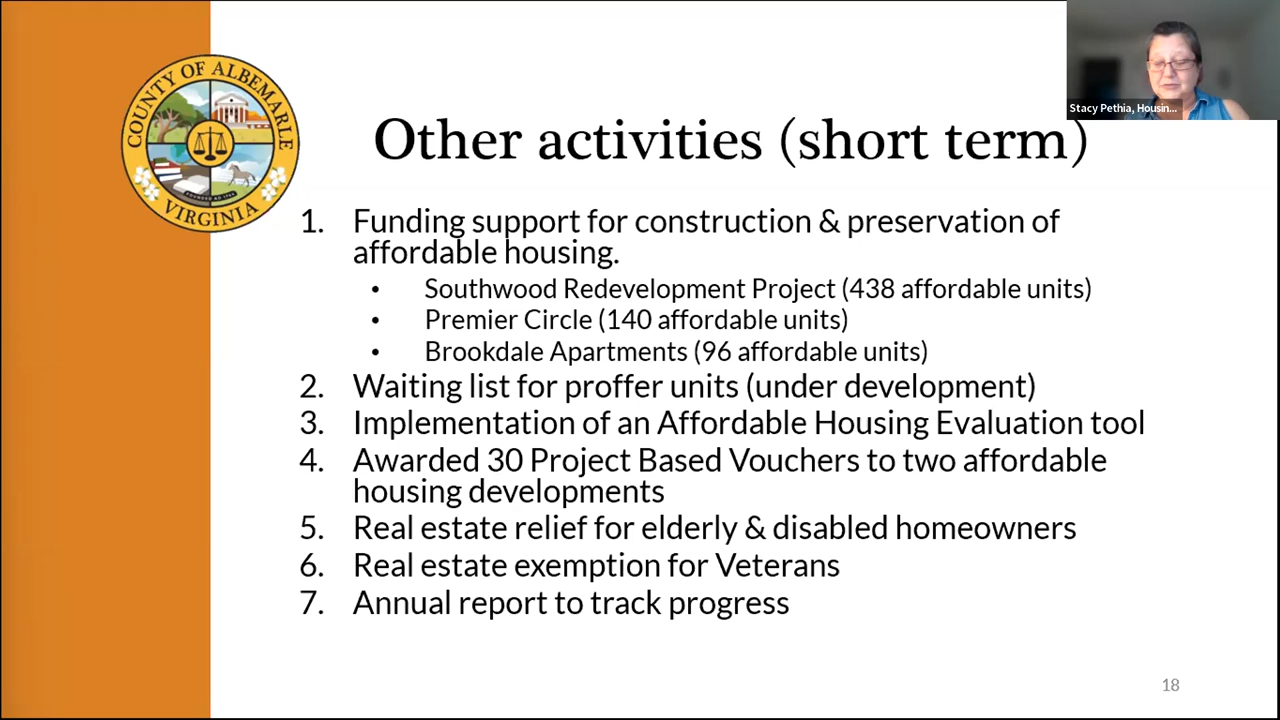 COUNTY OF ALBEMARLE
VIRGINIA
Stacy Pethia, Housin...
Other activities (short term)
1. Funding support for construction & preservation of
affordable housing.
• Southwood Redevelopment Project (438 affordable units)
• Premier Circle (140 affordable units)
• Brookdale Apartments (96 affordable units)
2. Waiting list for proffer units (under development)
3. Implementation of an Affordable Housing Evaluation tool
4. Awarded 30 Project Based Vouchers to two affordable
housing developments
5. Real estate relief for elderly & disabled homeowners
6. Real estate exemption for Veterans
7. Annual report to track progress
18